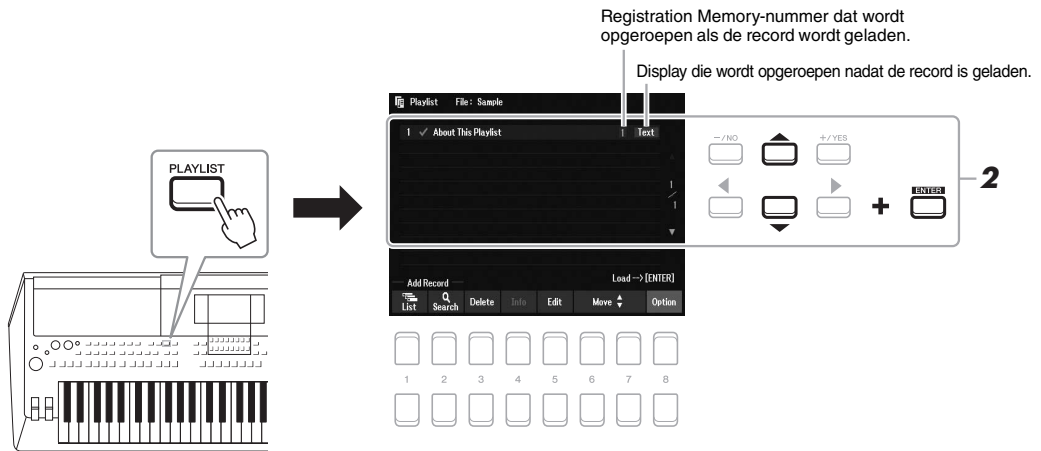 Registration Memory-nummer dat wordt
opgeroepen als de record wordt geladen.
Display die wordt opgeroepen nadat de record is geladen.
Playlist File: Sample
1 ✓ About This Playlist 1 Text
1
/
1
▼
−/NO +/YES
+ ENTER
2
PLAYLIST
Add Record
Load-->[ENTER]
List Search Delete Info Edit Move Option
1 2 3 4 5 6 7 8